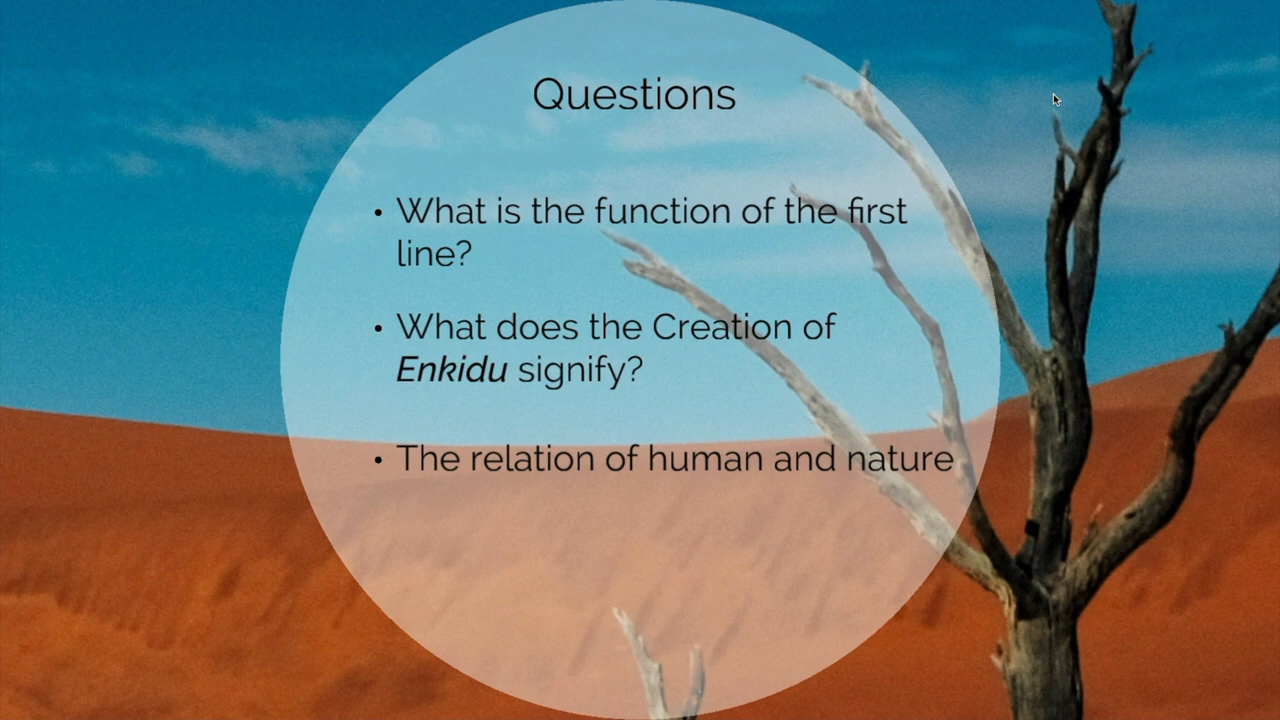 Questions
• What is the function of the first
line?
• What does the Creation of
Enkidu signify?
• The relation of human and nature